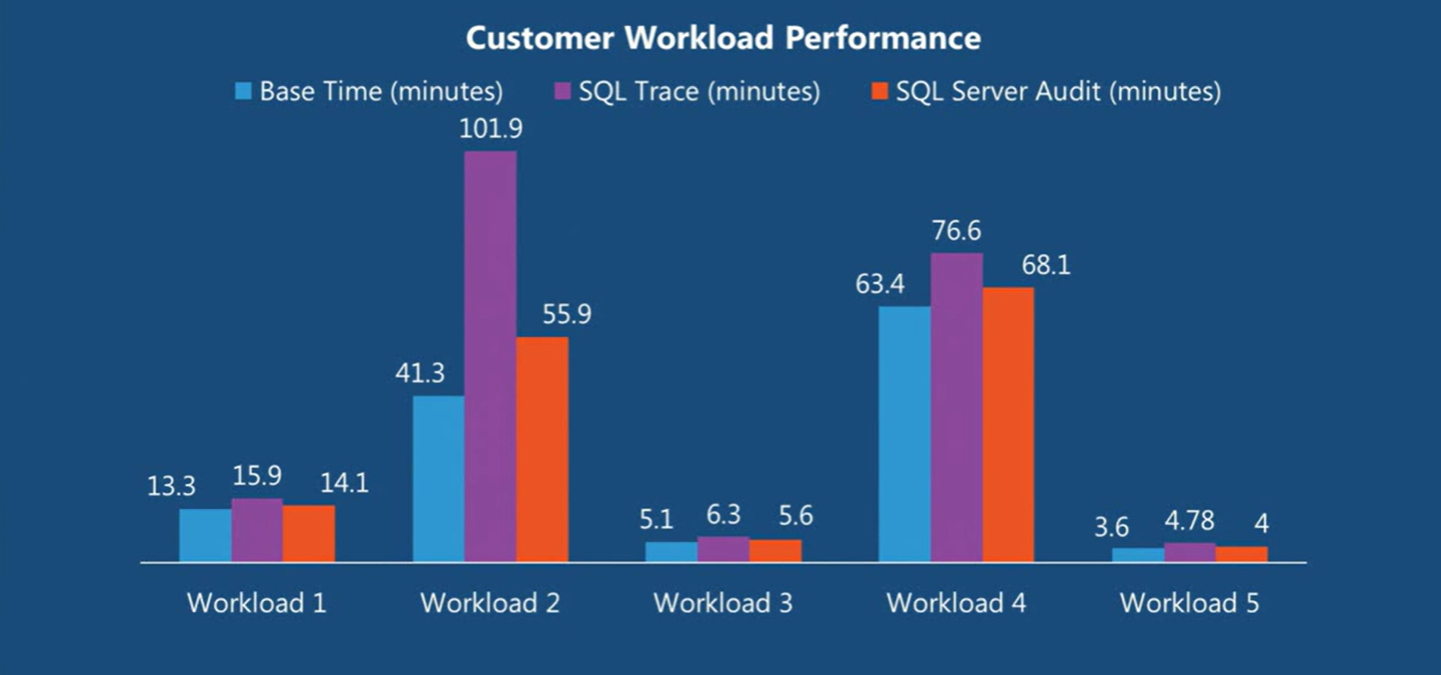 Customer Workload Performance
Base Time (minutes) SQL Trace (minutes) SQL Server Audit (minutes)
101.9
76.6
68.1
63.4
55.9
41.3
13.3 15.9 14.1
5.1 6.3 5.6
3.6 4.78 4
Workload 1 Workload 2 Workload 3 Workload 4 Workload 5